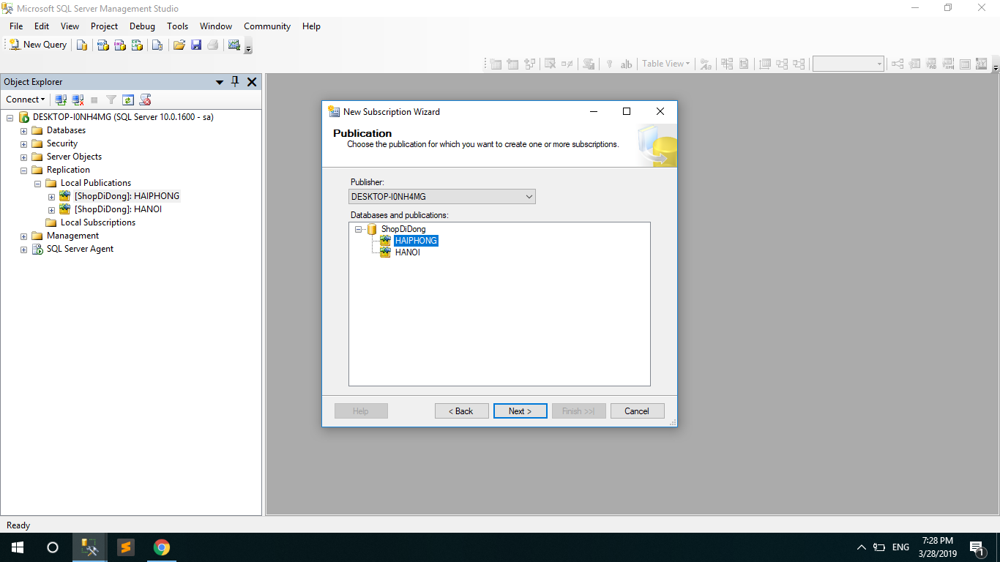 Microsoft SQL Server Management Studio
File Edit View Project Debug Tools Window Community Help
New Query
Table View
Object Explorer
Connect
DESKTOP-I0NH4MG (SQL Server 10.0.1600 - sa)
Databases
Security
Server Objects
Replication
Local Publications
[ShopDiDong]: HAIPHONG
[ShopDiDong]: HANOI
Local Subscriptions
Management
SQL Server Agent
New Subscription Wizard
Publication
Choose the publication for which you want to create one or more subscriptions.
Publisher:
DESKTOP-I0NH4MG
Databases and publications:
ShopDiDong
HAIPHONG
HANOI
Help < Back Next > Finish >>| Cancel
Ready
ENG
7:28 PM
3/28/2019
1